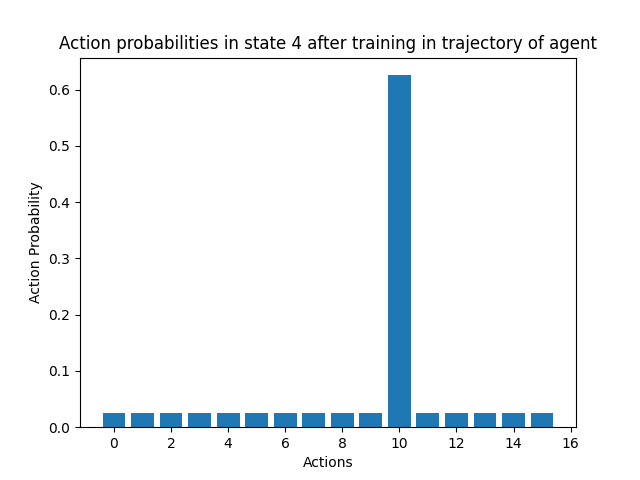 Action probabilities in state 4 after training in trajectory of agent
0.6
0.5
0.4
0.3
0.2
0.1
0.0
Action Probability
0 2 4 6 8 10 12 14 16
Actions